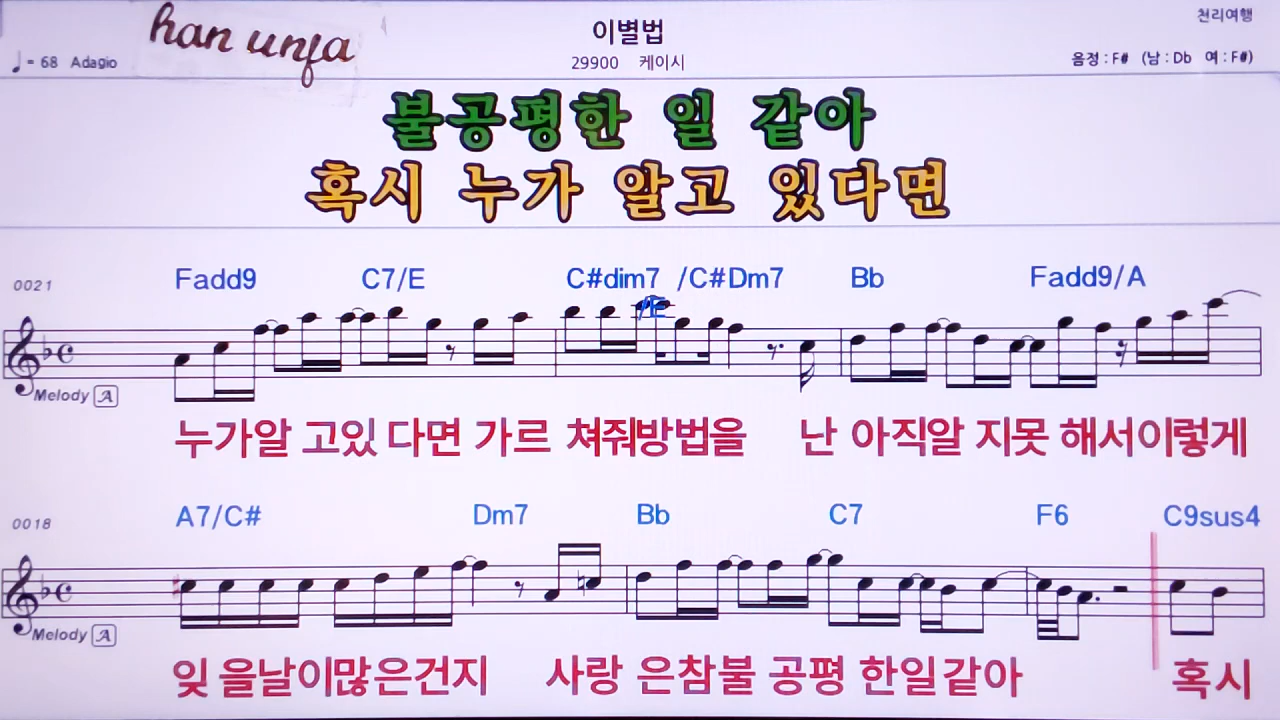 han unja
이별법
천리여행
♩= 68 Adagio
29900 케이시
음정 : F# (남 : Db 여 : F#)
불공평한 일 같아
혹시 누가 알고 있다면
0021 Fadd9 C7/E C#dim7 /C#Dm7 Bb Fadd9/A
/E
Melody A
누가알 고있 다면 가르 쳐줘방법을 난 아직알 지못 해서이렇게
0018 A7/C# Dm7 Bb C7 F6 C9sus4
Melody A
잊 을날이많은건지 사랑 은참불 공평 한일같아 혹시